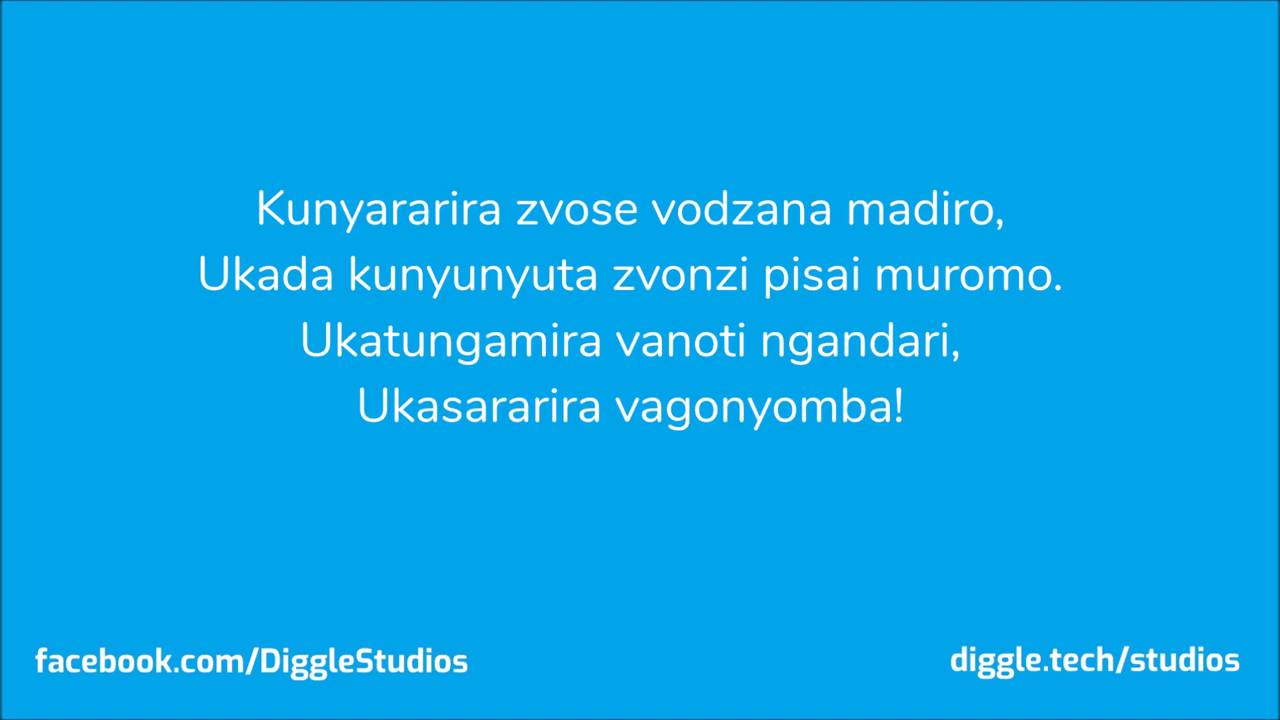 Kunyararira zvose vodzana madiro,
Ukada kunyunyuta zvonzi pisai muromo.
Ukatungamira vanoti ngandari,
Ukasararira vagonyomba!
facebook.com/DiggleStudios
diggle.tech/studios